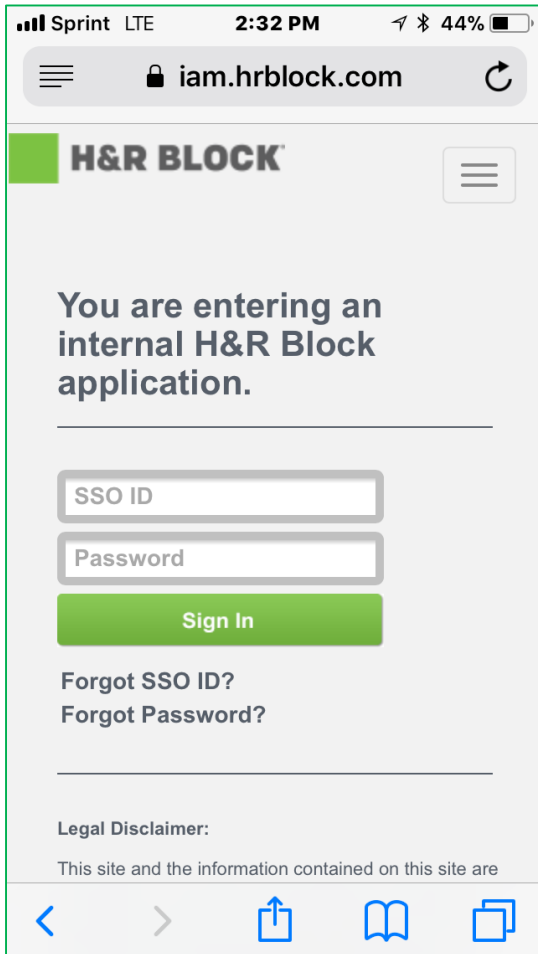 Sprint LTE 2:32 PM 44%
iam.hrblock.com
H&R BLOCK®
You are entering an
internal H&R Block
application.
SSO ID
Password
Sign In
Forgot SSO ID?
Forgot Password?
Legal Disclaimer:
This site and the information contained on this site are